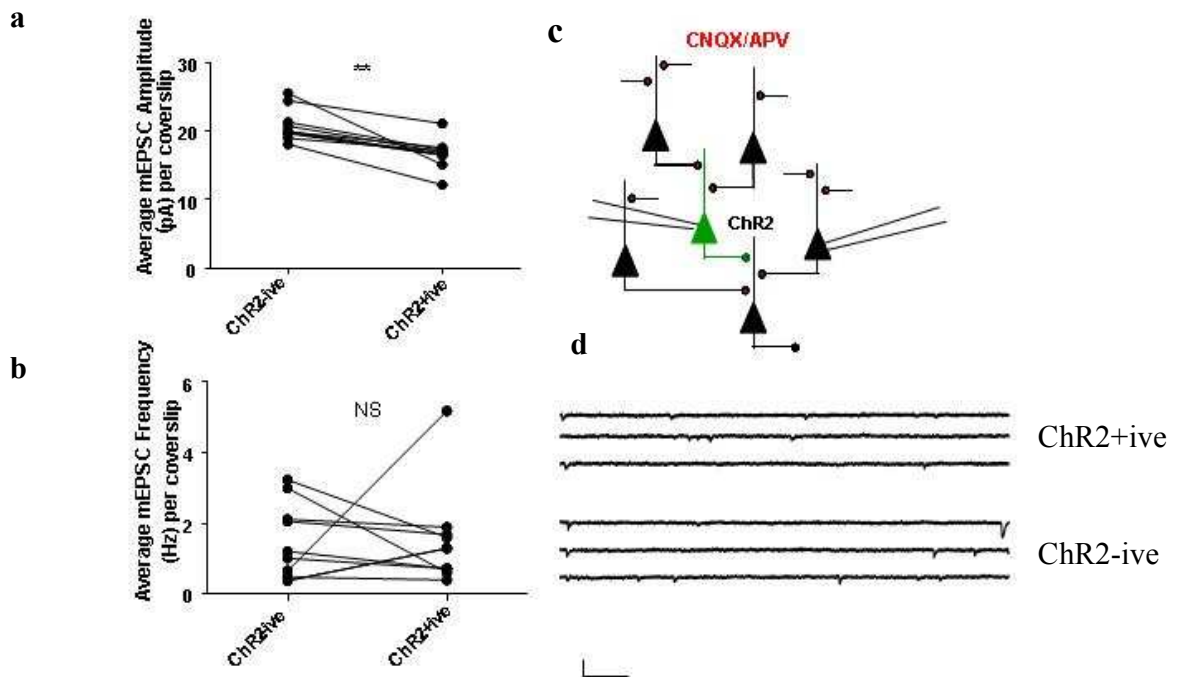 a
Average mEPSC Amplitude
(pA) per coverslip
30
20
10
0
**
ChR2-ive
ChR2+ive
b
Average mEPSC Frequency
(Hz) per coverslip
6
4
2
0
NS
ChR2-ive
ChR2+ive
c
CNQX/APV
ChR2
d
ChR2+ive
ChR2-ive